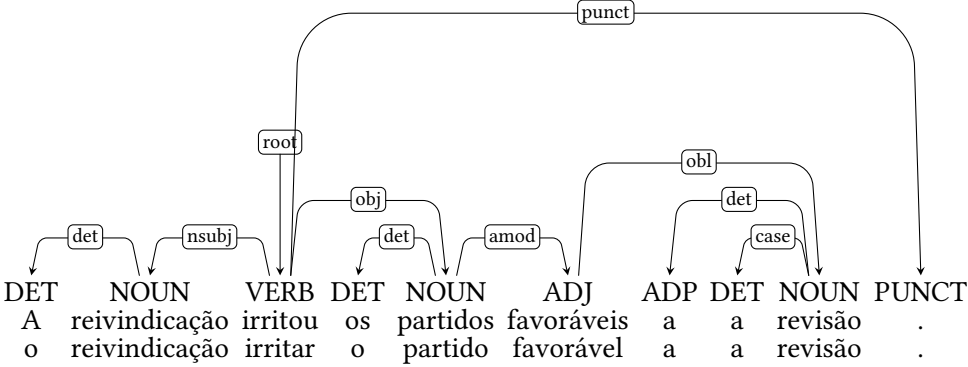 punct
root
obl
obj det
det nsubj det amod case
DET NOUN VERB DET NOUN ADJ ADP DET NOUN PUNCT
A reivindicação irritou os partidos favoráveis a a revisão .
o reivindicação irritar o partido favorável a a revisão .